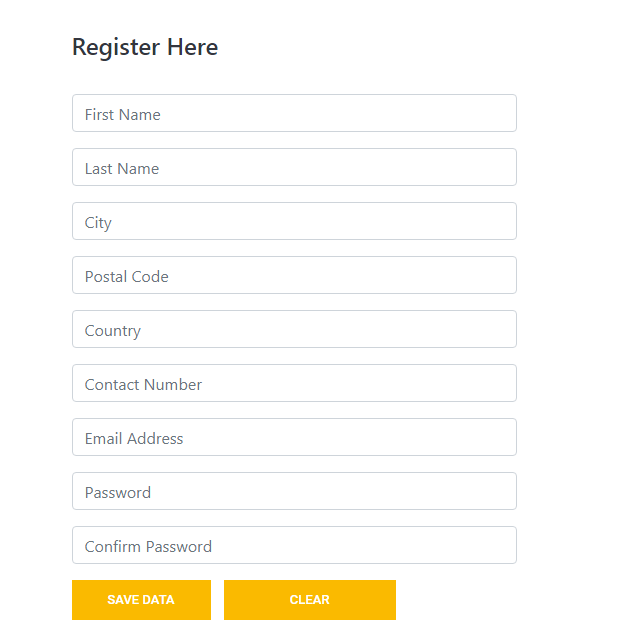 Register Here
First Name
Last Name
City
Postal Code
Country
Contact Number
Email Address
Password
Confirm Password
SAVE DATA CLEAR